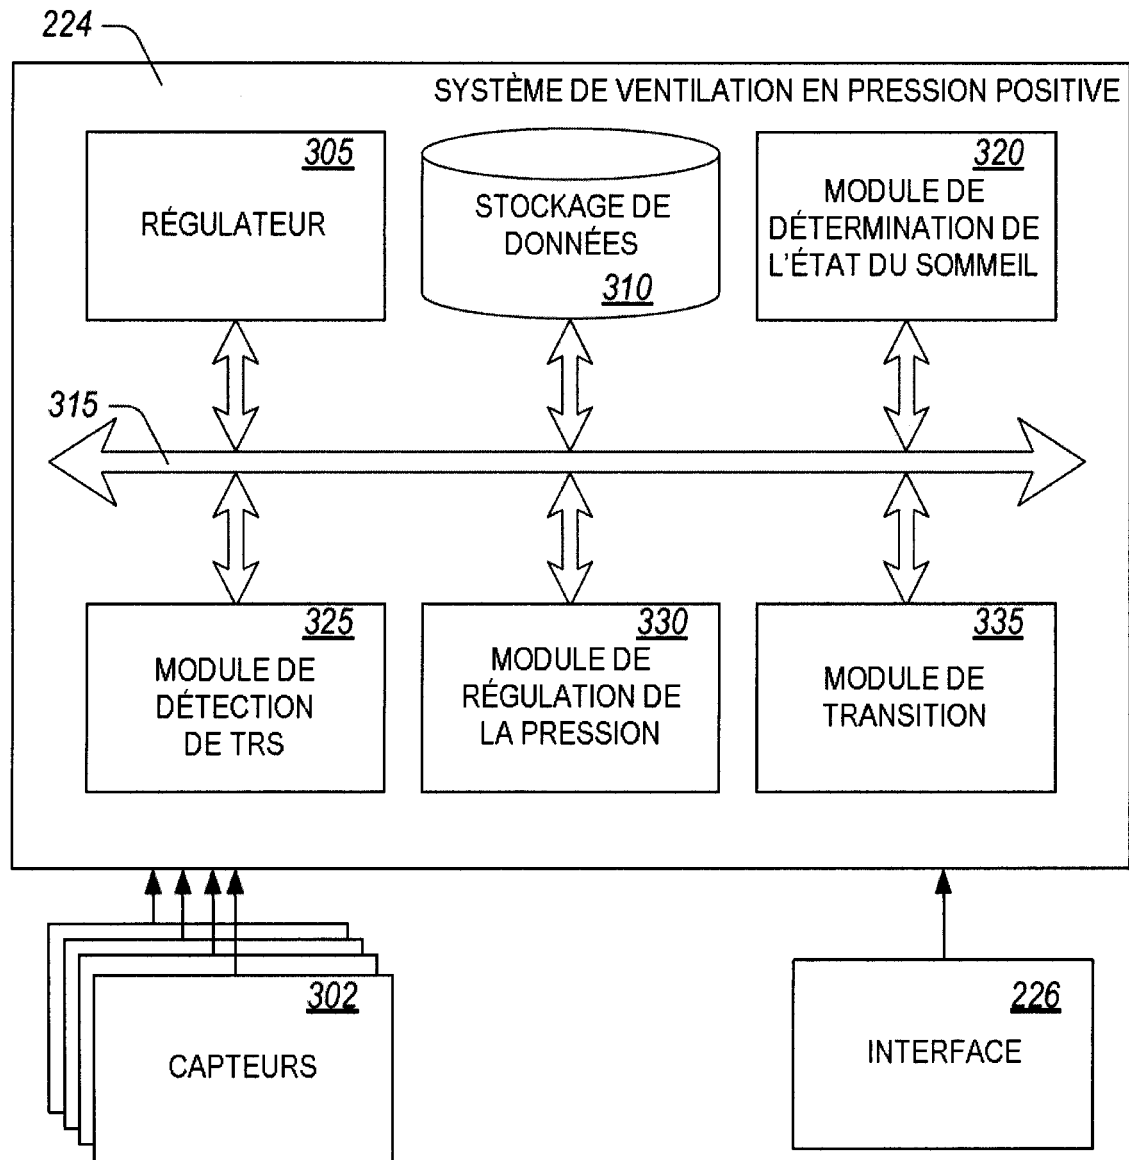 224
SYSTÈME DE VENTILATION EN PRESSION POSITIVE
305
RÉGULATEUR
STOCKAGE DE
DONNÉES
310
320
MODULE DE
DÉTERMINATION DE
L'ÉTAT DU SOMMEIL
315
325
MODULE DE
DÉTECTION
DE TRS
330
MODULE DE
RÉGULATION DE
LA PRESSION
335
MODULE DE
TRANSITION
302
CAPTEURS
226
INTERFACE